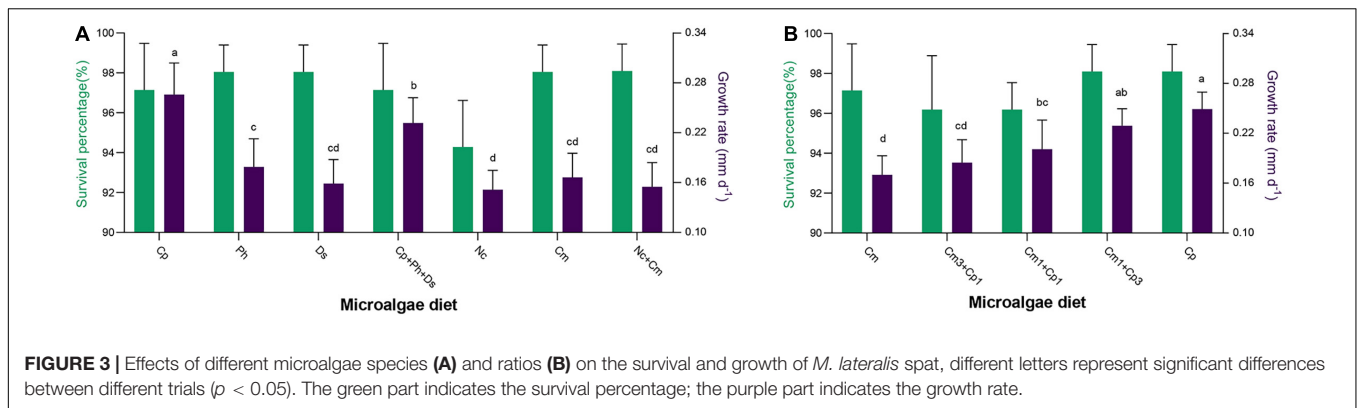 A
B
100
98
96
94
92
90
Survival percentage(%)
a
c
cd
b
d
cd
cd
0.34
0.28
0.22
0.16
0.10
Growth rate (mm d⁻¹)
Cp
Ph
Ds
Cp+Ph+Ds
Nc
Cm
Nc+Cm
Microalgae diet
100
98
96
94
92
90
Survival percentage(%)
d
cd
bc
ab
a
0.34
0.28
0.22
0.16
0.10
Growth rate (mm d⁻¹)
Cm
Cm3+Cp1
Cm1+Cp1
Cm1+Cp3
Cp
Microalgae diet
FIGURE 3 | Effects of different microalgae species (A) and ratios (B) on the survival and growth of M. lateralis spat, different letters represent significant differences
between different trials (p < 0.05). The green part indicates the survival percentage; the purple part indicates the growth rate.